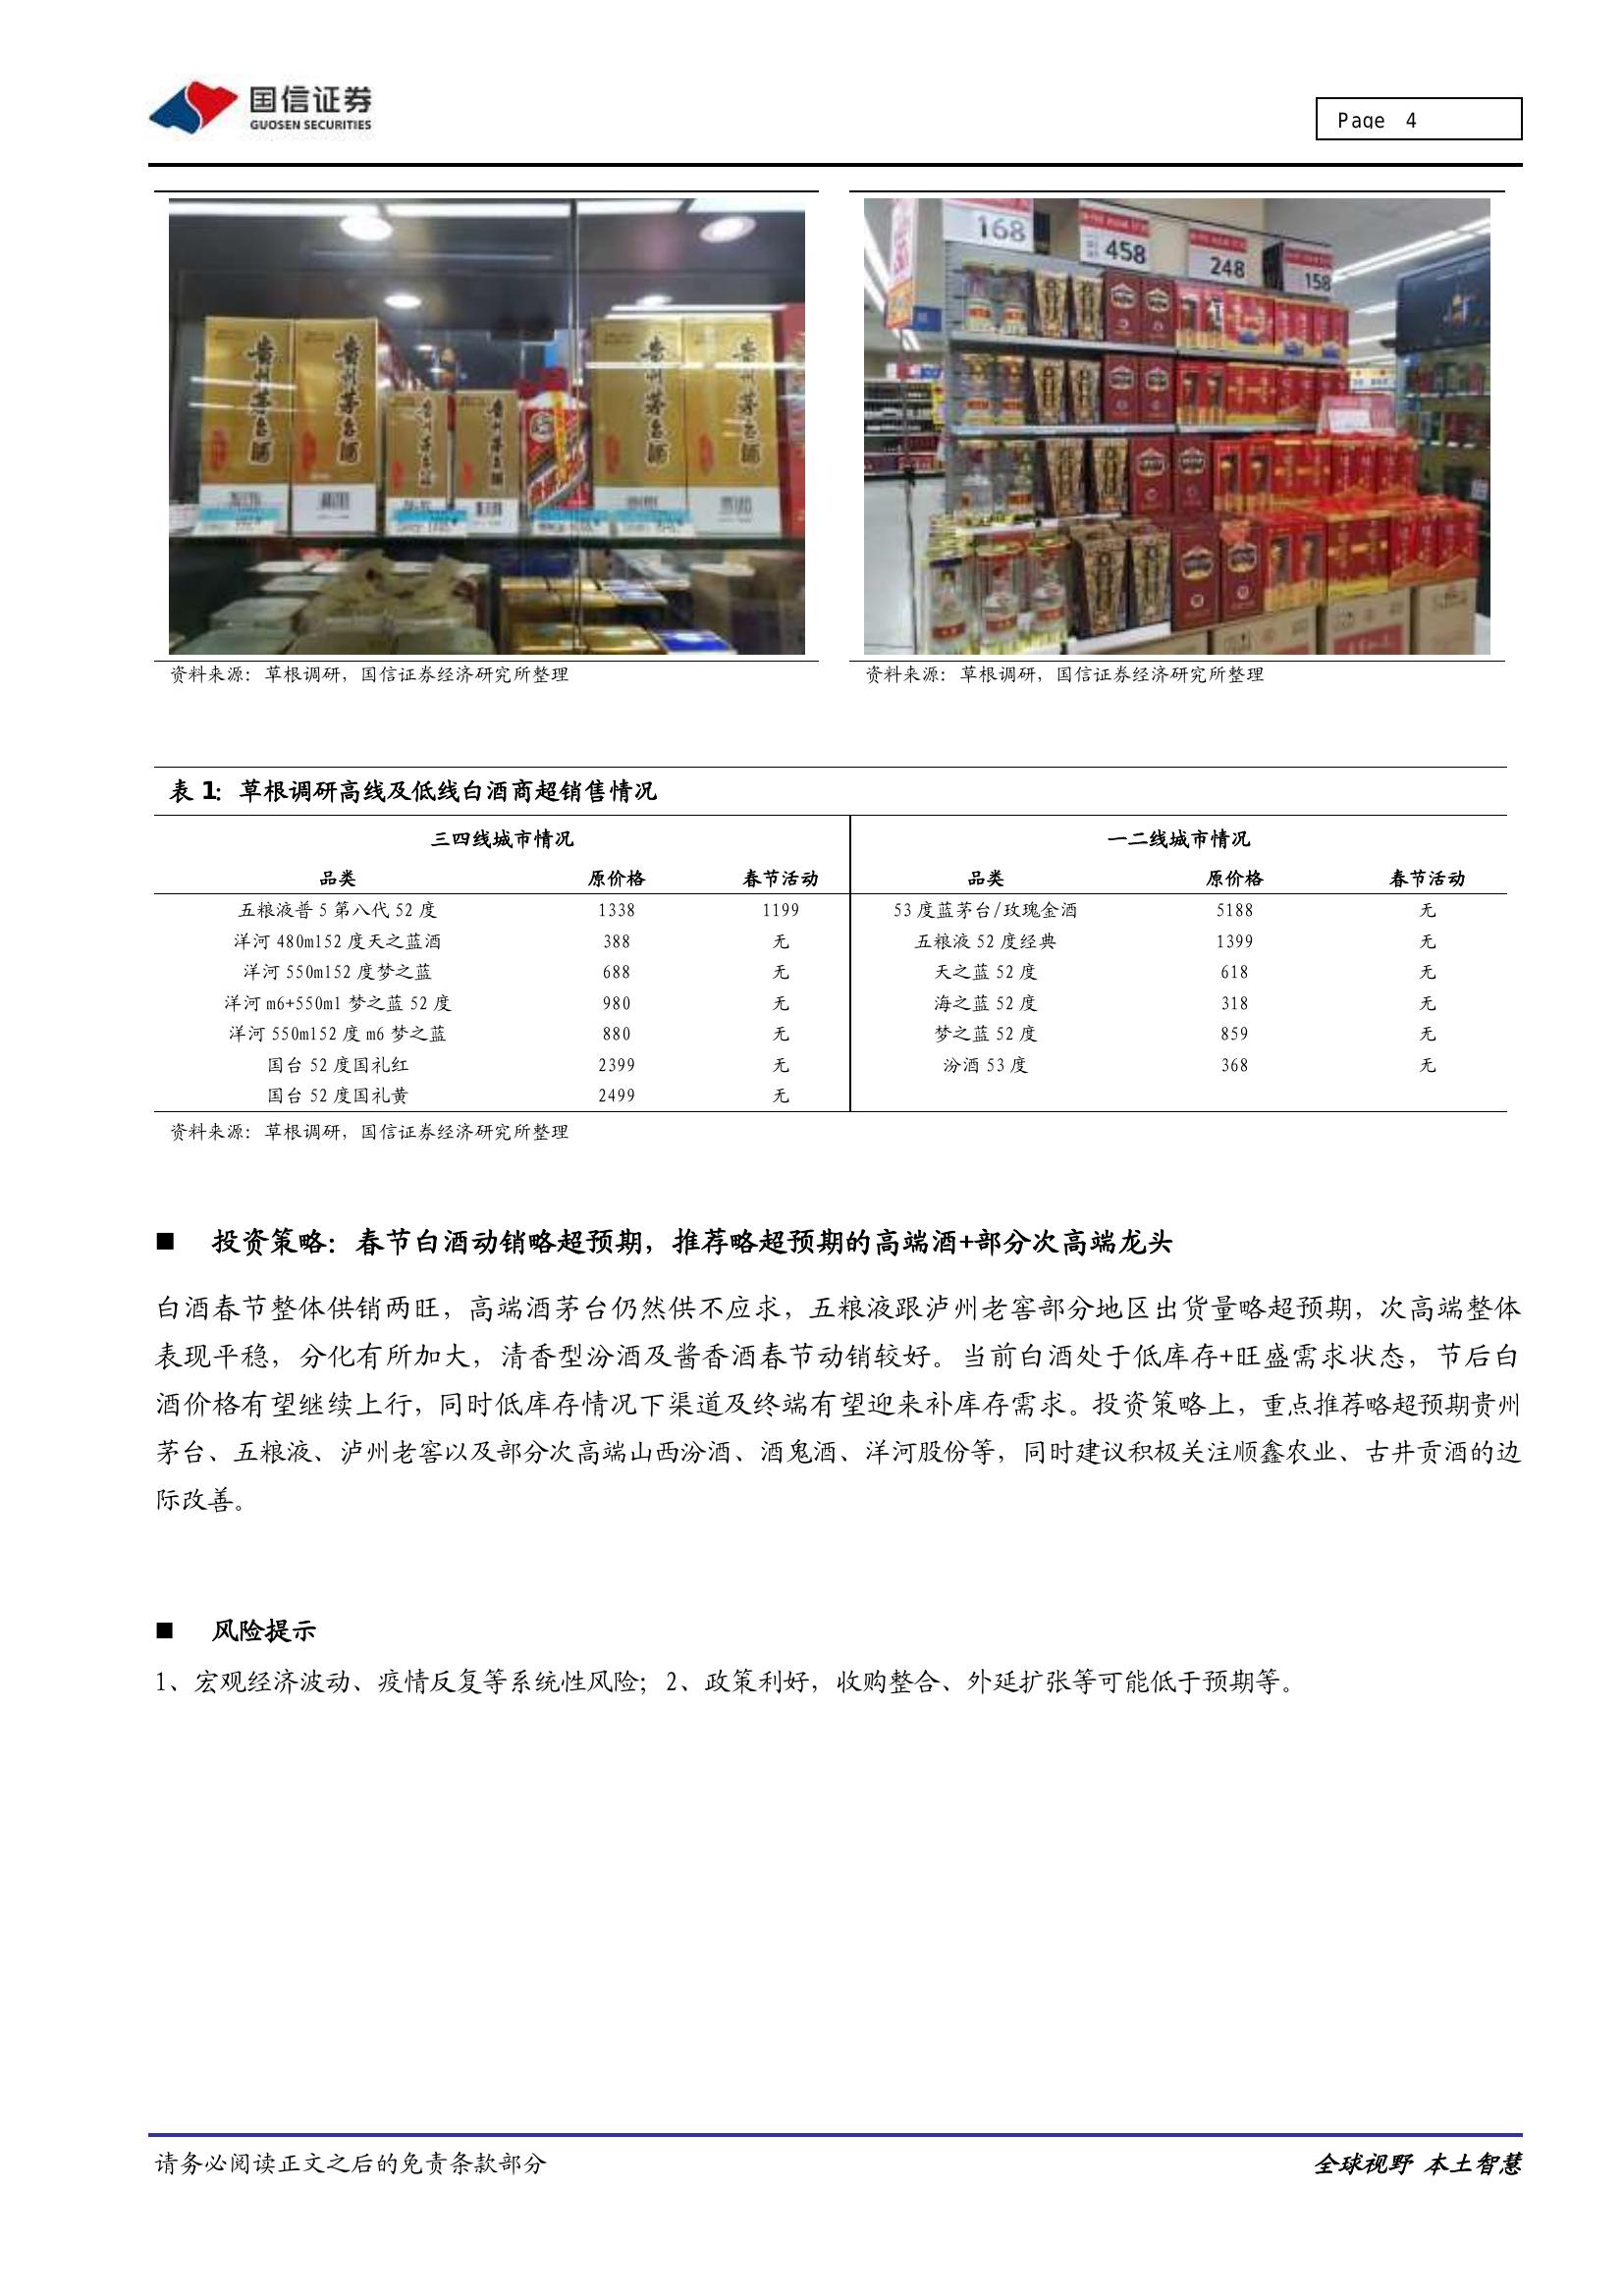 国信证券
GUOSEN SECURITIES
Page 4
贵州茅台酒
贵州茅台酒
贵州茅台酒
贵州茅台酒
贵州茅台酒
贵州茅台酒
168
458
248
158
资料来源：草根调研，国信证券经济研究所整理
资料来源：草根调研，国信证券经济研究所整理
表 1：草根调研高线及低线白酒商超销售情况
三四线城市情况 一二线城市情况
品类 原价格 春节活动 品类 原价格 春节活动
五粮液普 5 第八代 52 度 1338 1199 53 度蓝茅台/玫瑰金酒 5188 无
洋河 480ml52 度天之蓝酒 388 无 五粮液 52 度经典 1399 无
洋河 550ml52 度梦之蓝 688 无 天之蓝 52 度 618 无
洋河 m6+550ml 梦之蓝 52 度 980 无 海之蓝 52 度 318 无
洋河 550ml52 度 m6 梦之蓝 880 无 梦之蓝 52 度 859 无
国台 52 度国礼红 2399 无 汾酒 53 度 368 无
国台 52 度国礼黄 2499 无
资料来源：草根调研，国信证券经济研究所整理
■ 投资策略：春节白酒动销略超预期，推荐略超预期的高端酒+部分次高端龙头
白酒春节整体供销两旺，高端酒茅台仍然供不应求，五粮液跟泸州老窖部分地区出货量略超预期，次高端整体
表现平稳，分化有所加大，清香型汾酒及酱香酒春节动销较好。当前白酒处于低库存+旺盛需求状态，节后白
酒价格有望继续上行，同时低库存情况下渠道及终端有望迎来补库存需求。投资策略上，重点推荐略超预期贵州
茅台、五粮液、泸州老窖以及部分次高端山西汾酒、酒鬼酒、洋河股份等，同时建议积极关注顺鑫农业、古井贡酒的边
际改善。
■ 风险提示
1、宏观经济波动、疫情反复等系统性风险；2、政策利好，收购整合、外延扩张等可能低于预期等。
请务必阅读正文之后的免责条款部分
全球视野 本土智慧